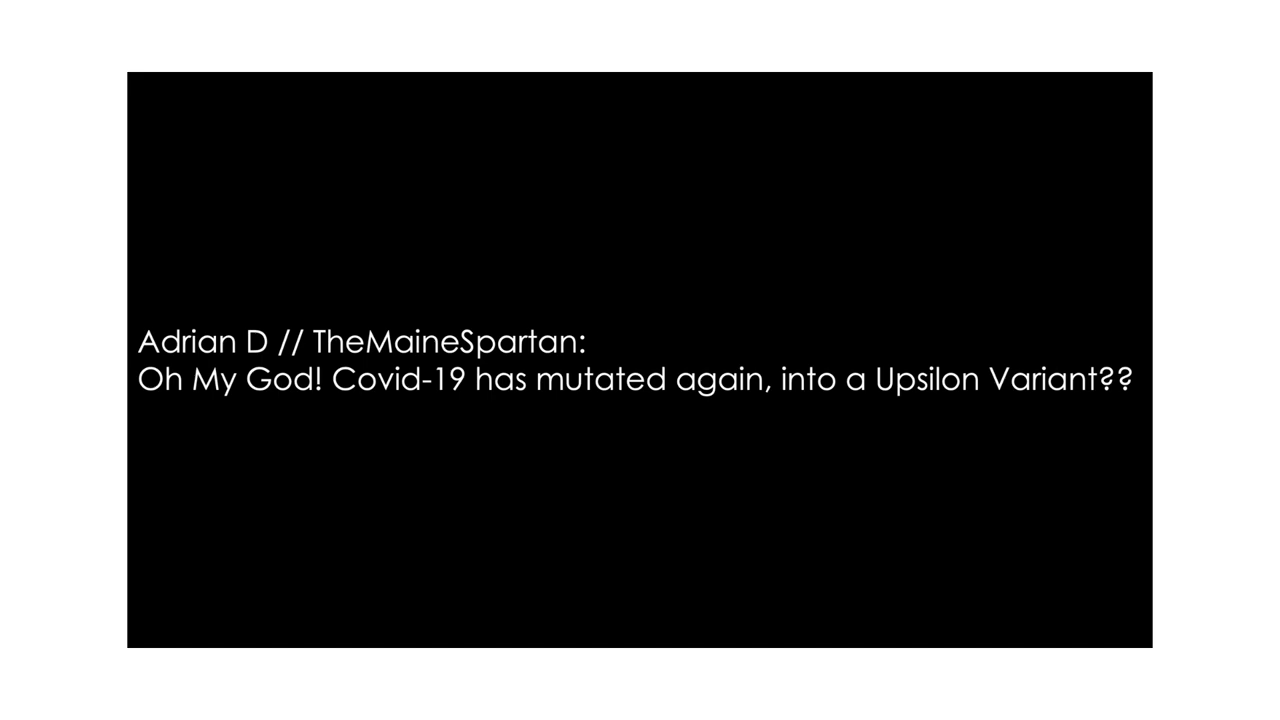 Adrian D // TheMaineSpartan:
Oh My God! Covid-19 has mutated again, into a Upsilon Variant??